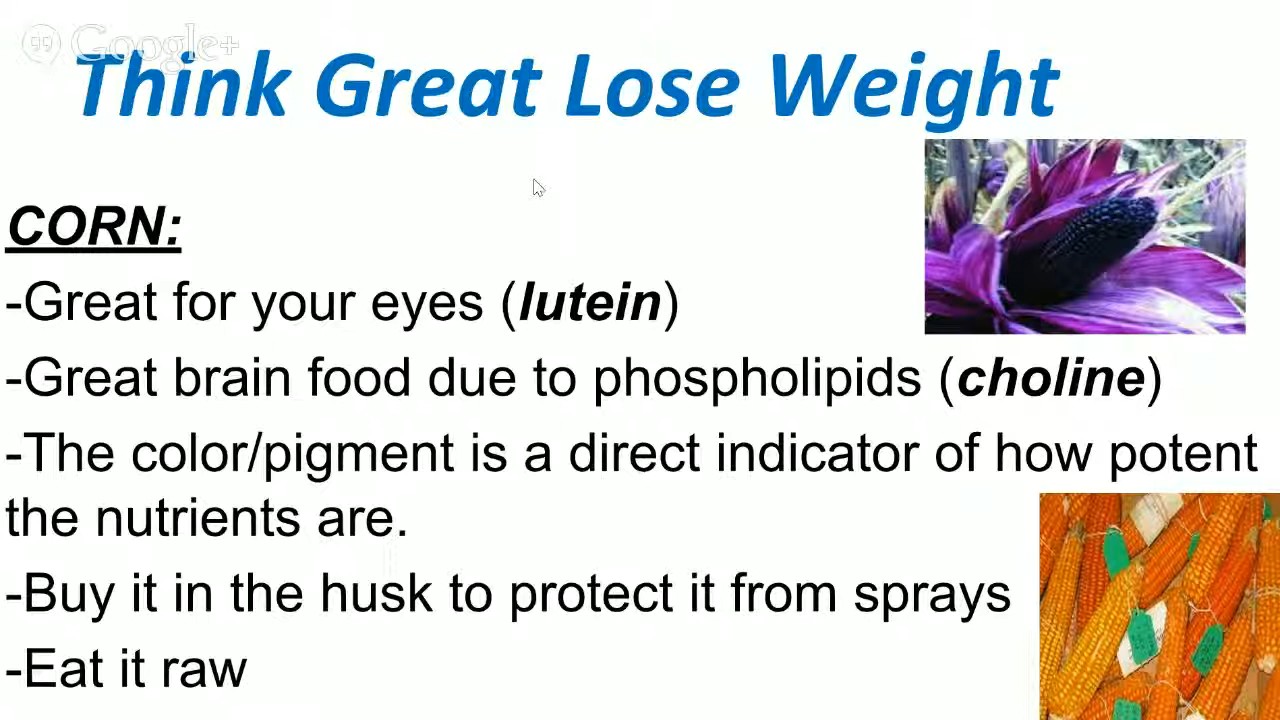 Google+
Think Great Lose Weight
CORN:
-Great for your eyes (lutein)
-Great brain food due to phospholipids (choline)
-The color/pigment is a direct indicator of how potent
the nutrients are.
-Buy it in the husk to protect it from sprays
-Eat it raw